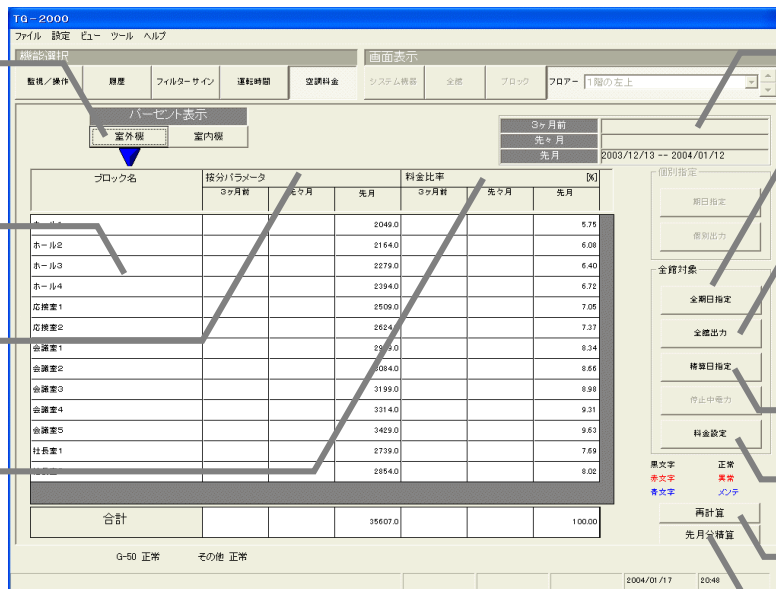 TG-2000
ファイル 設定 ビュー ツール ヘルプ
機能選択
画面表示
監視／操作 履歴 フィルターサイン 運転時間 空調料金 システム機器 全館 ブロック フロアー 1階の左上
パーセント表示
室外機 室内機
3ヶ月前
先々月
先月 2003/12/13 -- 2004/01/12
ブロック名 按分パラメータ 料金比率 [%]
3ヶ月前 先々月 先月 3ヶ月前 先々月 先月
2049.0 5.75
ホール2 2164.0 6.08
ホール3 2279.0 6.40
ホール4 2394.0 6.72
応接室1 2509.0 7.05
応接室2 2624.0 7.37
会議室1 8.34
会議室2 3084.0 8.66
会議室3 3199.0 8.98
会議室4 3314.0 9.31
会議室5 3429.0 9.63
社長室1 2739.0 7.69
2854.0 8.02
合計 35607.0 100.00
個別指定
期日指定
個別出力
全館対象
全期日指定
全館出力
精算日指定
停止中電力
料金設定
黒文字 正常
赤文字 異常
青文字 メンテ
再計算
先月分積算
G-50 正常 その他 正常
2004/01/17 20:48